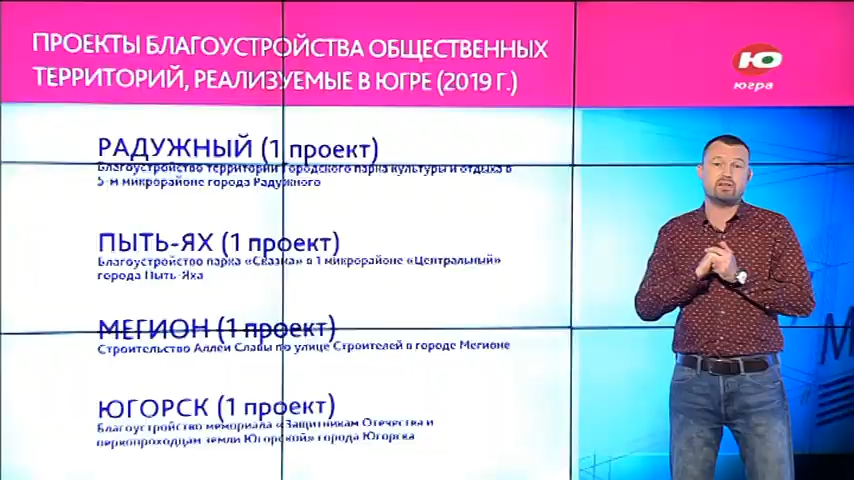 ПРОЕКТЫ БЛАГОУСТРОЙСТВА ОБЩЕСТВЕННЫХ
ТЕРРИТОРИЙ, РЕАЛИЗУЕМЫЕ В ЮГРЕ (2019 Г.)
Ю
югра
РАДУЖНЫЙ (1 проект)
Благоустройство территории Городского парка культуры и отдыха в
5-м микрорайоне города Радужного
ПЫТЬ-ЯХ (1 проект)
Благоустройство парка «Сказка» в 1 микрорайоне «Центральный»
города Пыть-Яха
МЕГИОН (1 проект)
Строительство Аллеи Славы по улице Строителей в городе Мегионе
ЮГОРСК (1 проект)
Благоустройство мемориала «Защитникам Отечества и
первопроходцам земли Югорской» города Югорска